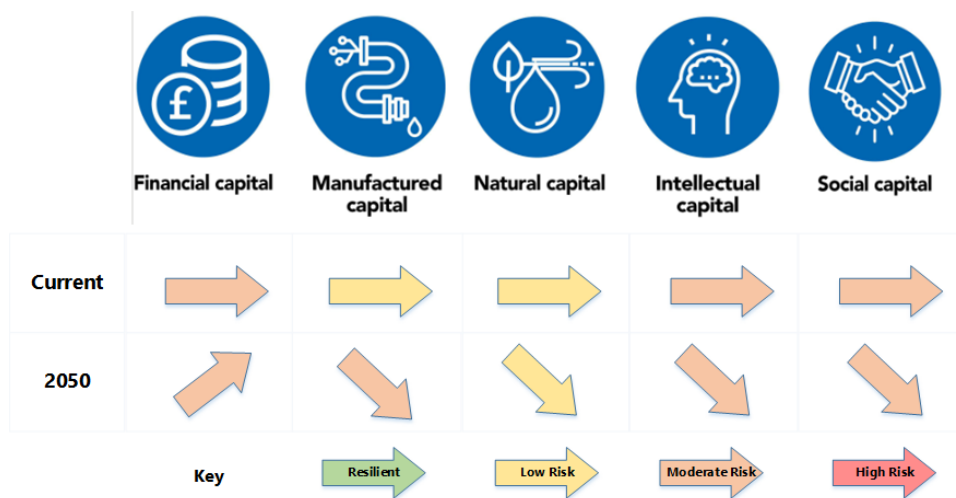 £
Financial capital
Manufactured
capital
Natural capital
Intellectual
capital
Social capital
Current
2050
Key
Resilient
Low Risk
Moderate Risk
High Risk